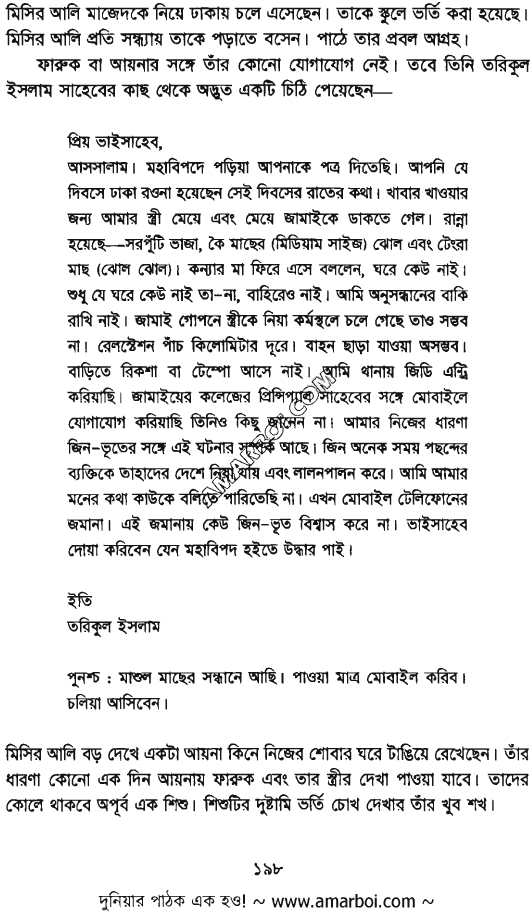 মিসির আলি মাজেদকে নিয়ে ঢাকায় চলে এসেছেন। তাকে স্কুলে ভর্তি করা হয়েছে।
মিসির আলি প্রতি সন্ধ্যায় তাকে পড়াতে বসেন। পাঠে তার প্রবল আগ্রহ।
ফারুক বা আয়নার সঙ্গে তাঁর কোনো যোগাযোগ নেই। তবে তিনি তরিকুল
ইসলাম সাহেবের কাছ থেকে অদ্ভুত একটি চিঠি পেয়েছেন—
প্রিয় ভাইসাহেব,
আসসালাম। মহাবিপদে পড়িয়া আপনাকে পত্র দিতেছি। আপনি যে
দিবসে ঢাকা রওনা হয়েছেন সেই দিবসের রাতের কথা। খাবার খাওয়ার
জন্য আমার স্ত্রী মেয়ে এবং মেয়ে জামাইকে ডাকতে গেল। রান্না
হয়েছে—সরপুঁটি ভাজা, কৈ মাছের (মিডিয়াম সাইজ) ঝোল এবং টেংরা
মাছ (ঝোল ঝোল)। কন্যার মা ফিরে এসে বললেন, ঘরে কেউ নাই।
শুধু যে ঘরে কেউ নাই তা-না, বাহিরেও নাই। আমি অনুসন্ধানের বাকি
রাখি নাই। জামাই গোপনে স্ত্রীকে নিয়া কর্মস্থলে চলে গেছে তাও সম্ভব
না। রেলস্টেশন পাঁচ কিলোমিটার দূরে। বাহন ছাড়া যাওয়া অসম্ভব।
বাড়িতে রিকশা বা টেম্পো আসে নাই। আমি থানায় জিডি এন্ট্রি
করিয়াছি। জামাইয়ের কলেজের প্রিন্সিপ্যাল সাহেবের সঙ্গে মোবাইলে
যোগাযোগ করিয়াছি তিনিও কিছু জানেন না। আমার নিজের ধারণা
জিন-ভূতের সঙ্গে এই ঘটনার সম্পর্ক আছে। জিন অনেক সময় পছন্দের
ব্যক্তিকে তাহাদের দেশে নিয়া যায় এবং লালনপালন করে। আমি আমার
মনের কথা কাউকে বলিতে পারিতেছি না। এখন মোবাইল টেলিফোনের
জমানা। এই জমানায় কেউ জিন-ভূত বিশ্বাস করে না। ভাইসাহেব
দোয়া করিবেন যেন মহাবিপদ হইতে উদ্ধার পাই।
ইতি
তরিকুল ইসলাম
পুনশ্চ : মাশুল মাছের সন্ধানে আছি। পাওয়া মাত্র মোবাইল করিব।
চলিয়া আসিবেন।
মিসির আলি বড় দেখে একটা আয়না কিনে নিজের শোবার ঘরে টাঙিয়ে রেখেছেন। তাঁর
ধারণা কোনো এক দিন আয়নায় ফারুক এবং তার স্ত্রীর দেখা পাওয়া যাবে। তাদের
কোলে থাকবে অপূর্ব এক শিশু। শিশুটির দুষ্টামি ভর্তি চোখ দেখার তাঁর খুব শখ।
১৯৮
দুনিয়ার পাঠক এক হও! ~ www.amarboi.com ~
AMARBOI.COM